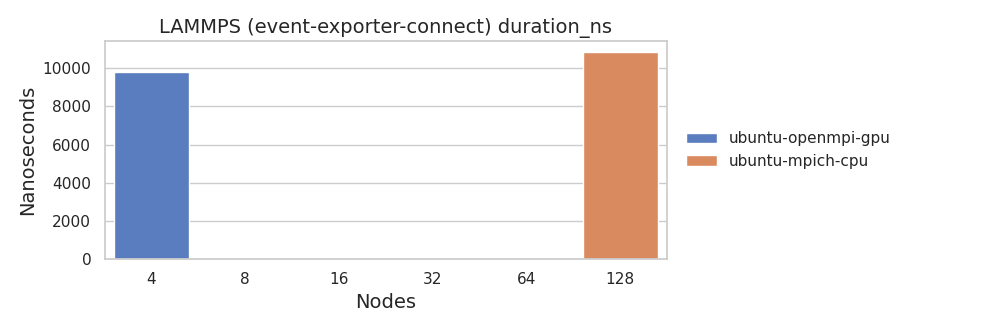 LAMMPS (event-exporter-connect) duration_ns
Nanoseconds
10000
8000
6000
4000
2000
0
4 8 16 32 64 128
Nodes
ubuntu-openmpi-gpu
ubuntu-mpich-cpu